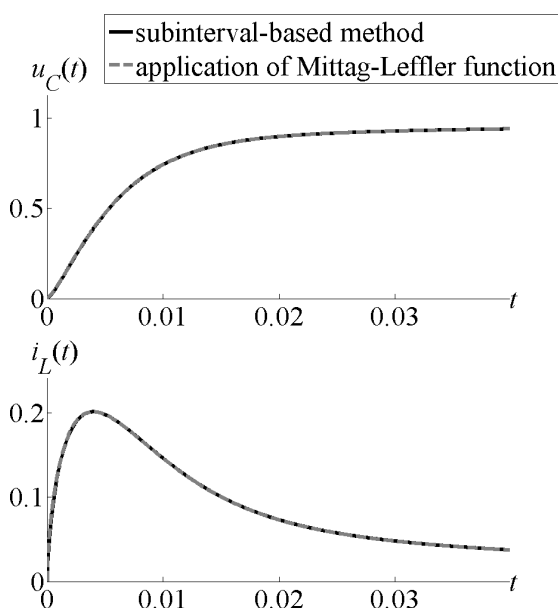 subinterval-based method
application of Mittag-Leffler function
u_C(t)
1
0.5
0
0.01
0.02
0.03
t
i_L(t)
0.2
0.1
0
0
0.01
0.02
0.03
t